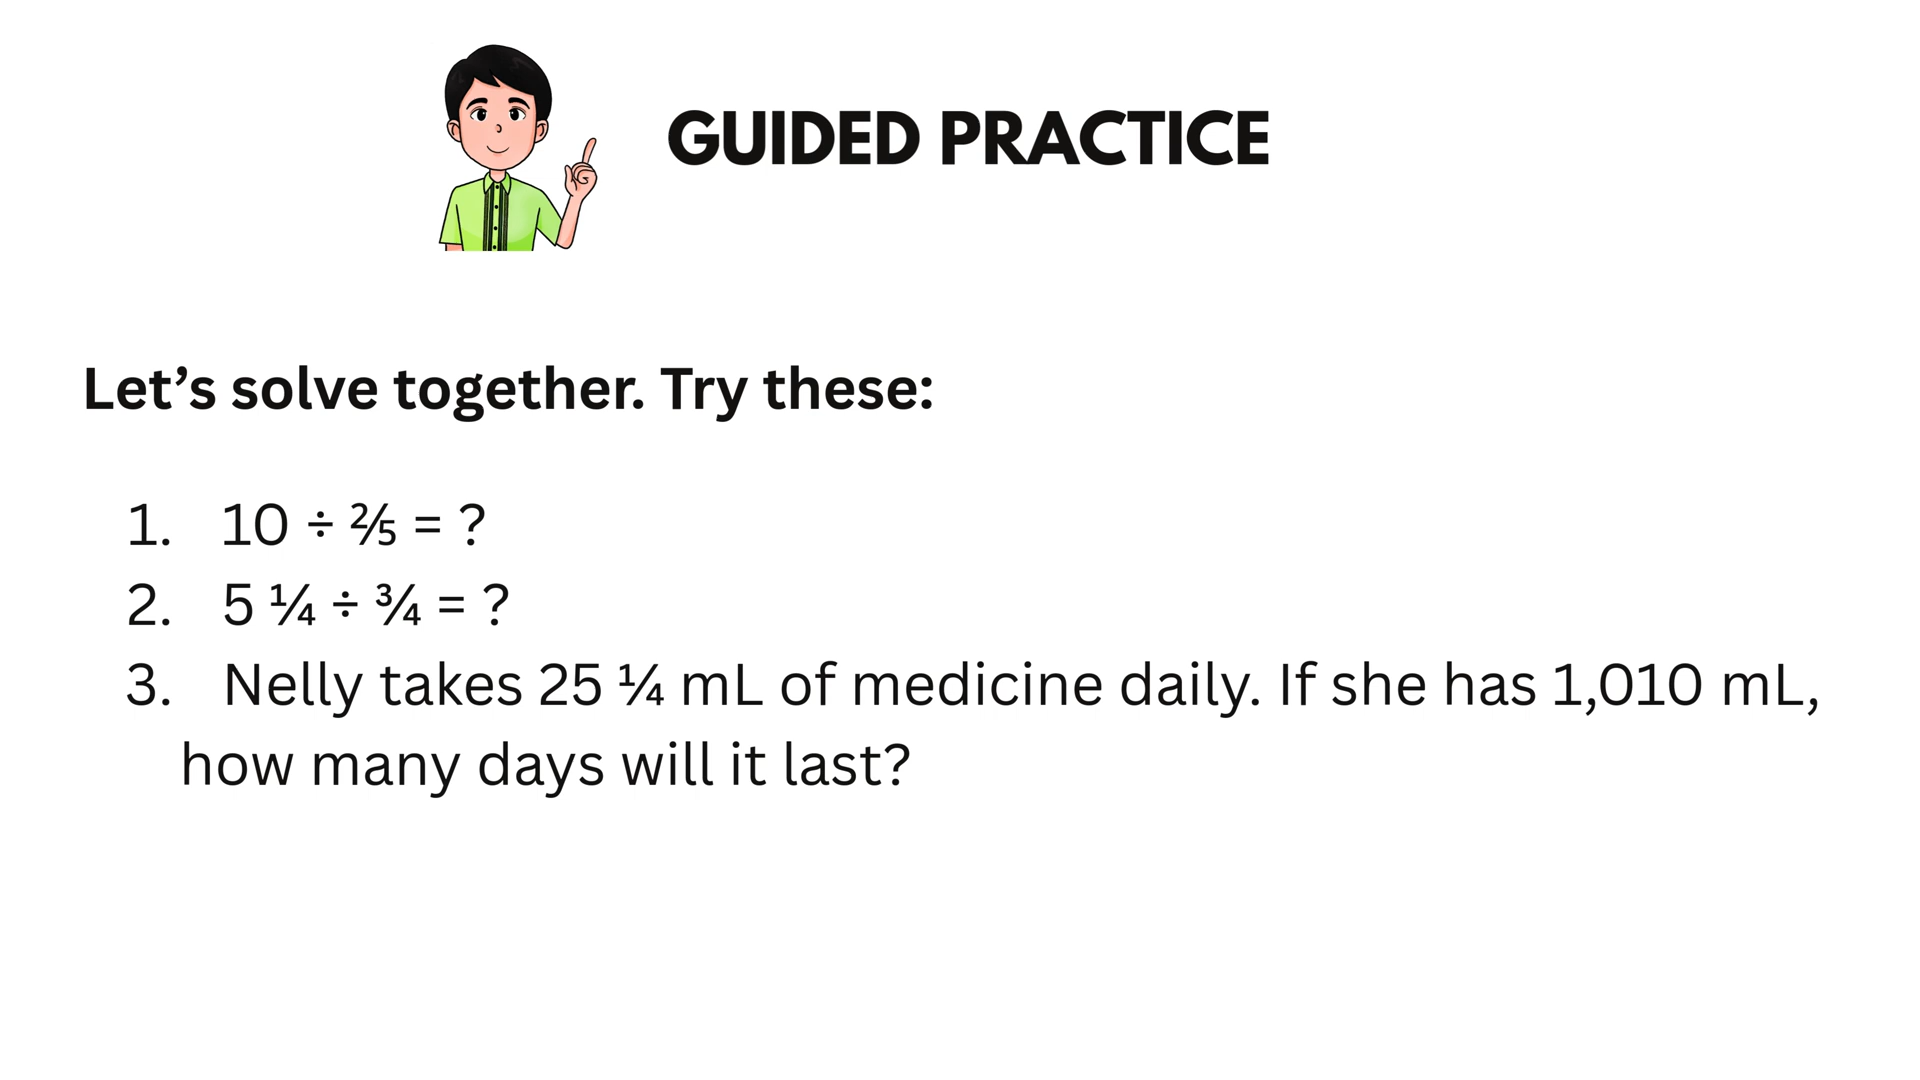 GUIDED PRACTICE
Let’s solve together. Try these:
1. 10 ÷ ⅖ = ?
2. 5 ¼ ÷ ¾ = ?
3. Nelly takes 25 ¼ mL of medicine daily. If she has 1,010 mL,
how many days will it last?